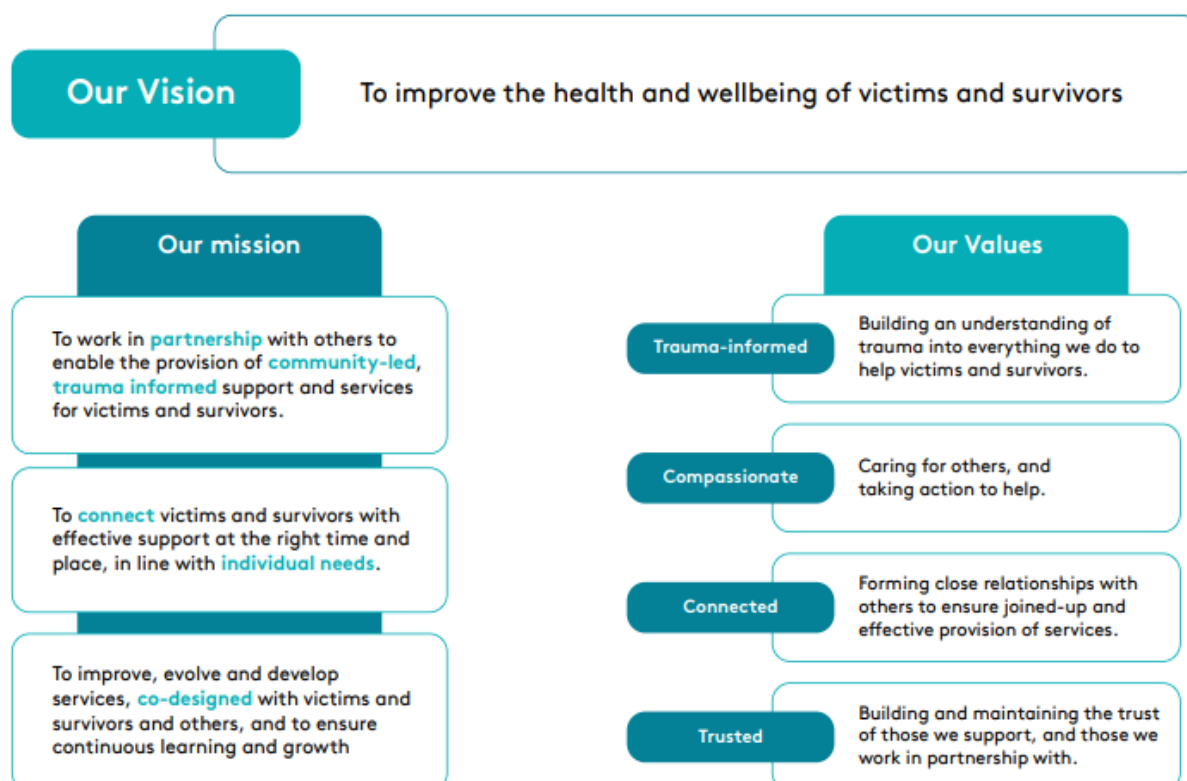 Our Vision
To improve the health and wellbeing of victims and survivors
Our mission
To work in partnership with others to
enable the provision of community-led,
trauma informed support and services
for victims and survivors.
To connect victims and survivors with
effective support at the right time and
place, in line with individual needs.
To improve, evolve and develop
services, co-designed with victims and
survivors and others, and to ensure
continuous learning and growth
Our Values
Trauma-informed
Building an understanding of
trauma into everything we do to
help victims and survivors.
Compassionate
Caring for others, and
taking action to help.
Connected
Forming close relationships with
others to ensure joined-up and
effective provision of services.
Trusted
Building and maintaining the trust
of those we support, and those we
work in partnership with.